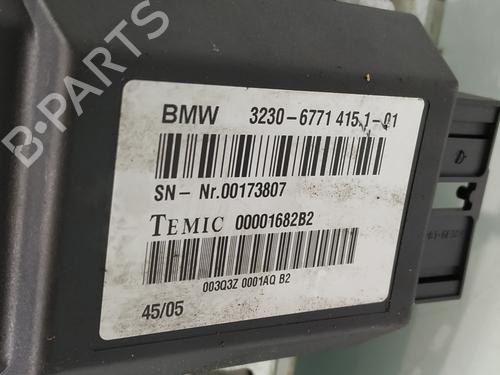 B-PARTS
BMW 3230-6771 415.1-01
SN- Nr.00173807
TEMIC 00001682B2
003Q3Z 0001AQ B2
45/05